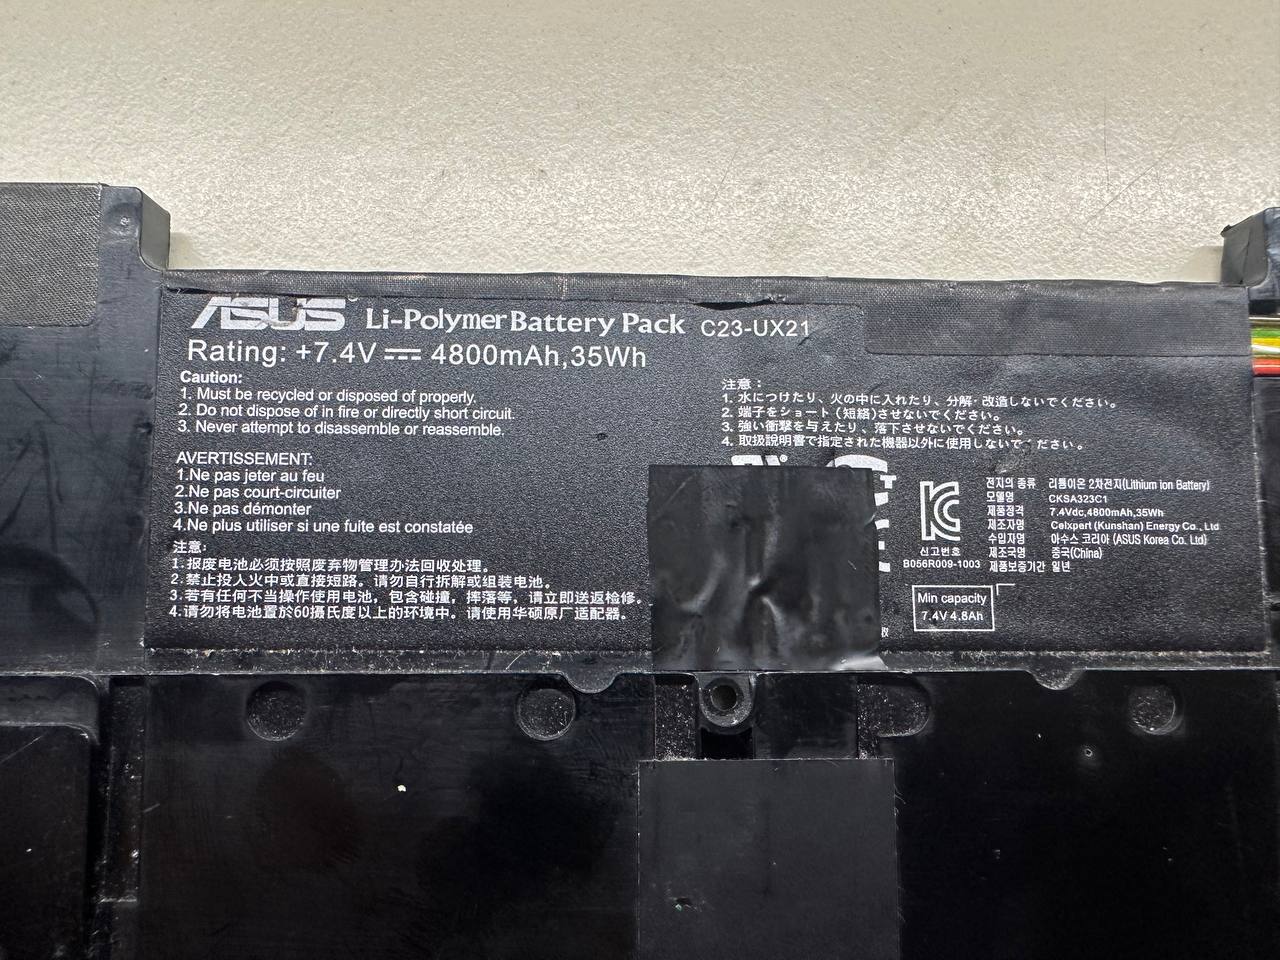 ASUS Li-Polymer Battery Pack C23-UX21
Rating: +7.4V 4800mAh,35Wh
Caution:
1. Must be recycled or disposed of properly.
2. Do not dispose of in fire or directly short circuit.
3. Never attempt to disassemble or reassemble.
AVERTISSEMENT:
1.Ne pas jeter au feu
2.Ne pas court-circuiter
3.Ne pas démonter
4.Ne plus utiliser si une fuite est constatée
注意:
1.报废电池必须按照废弃物管理办法回收处理。
2.禁止投入火中或直接短路。请勿自行拆解或组装电池。
3.若有任何不当操作使用电池，包含碰撞，摔落等，请立即送返检修。
4.请勿将电池置於60摄氏度以上的环境中。请使用华硕原厂适配器。
注意：
1. 水につけたり、火の中に入れたり、分解・改造しないでください。
2. 端子をショート（短絡）させないでください。
3. 強い衝撃を与えたり、落下させないでください。
4. 取扱説明書で指定された機器以外に使用しないでください。
신고번호
B056R009-1003
전지의 종류 리튬이온 2차전지(Lithium Ion Battery)
모델명 CKSA323C1
제품정격 7.4Vdc,4800mAh,35Wh
제조자명 Celxpert (Kunshan) Energy Co., Ltd
수입자명 아수스 코리아 (ASUS Korea Co. Ltd)
제조국명 중국(China)
제품보증기간 일년
Min capacity
7.4V 4.8Ah